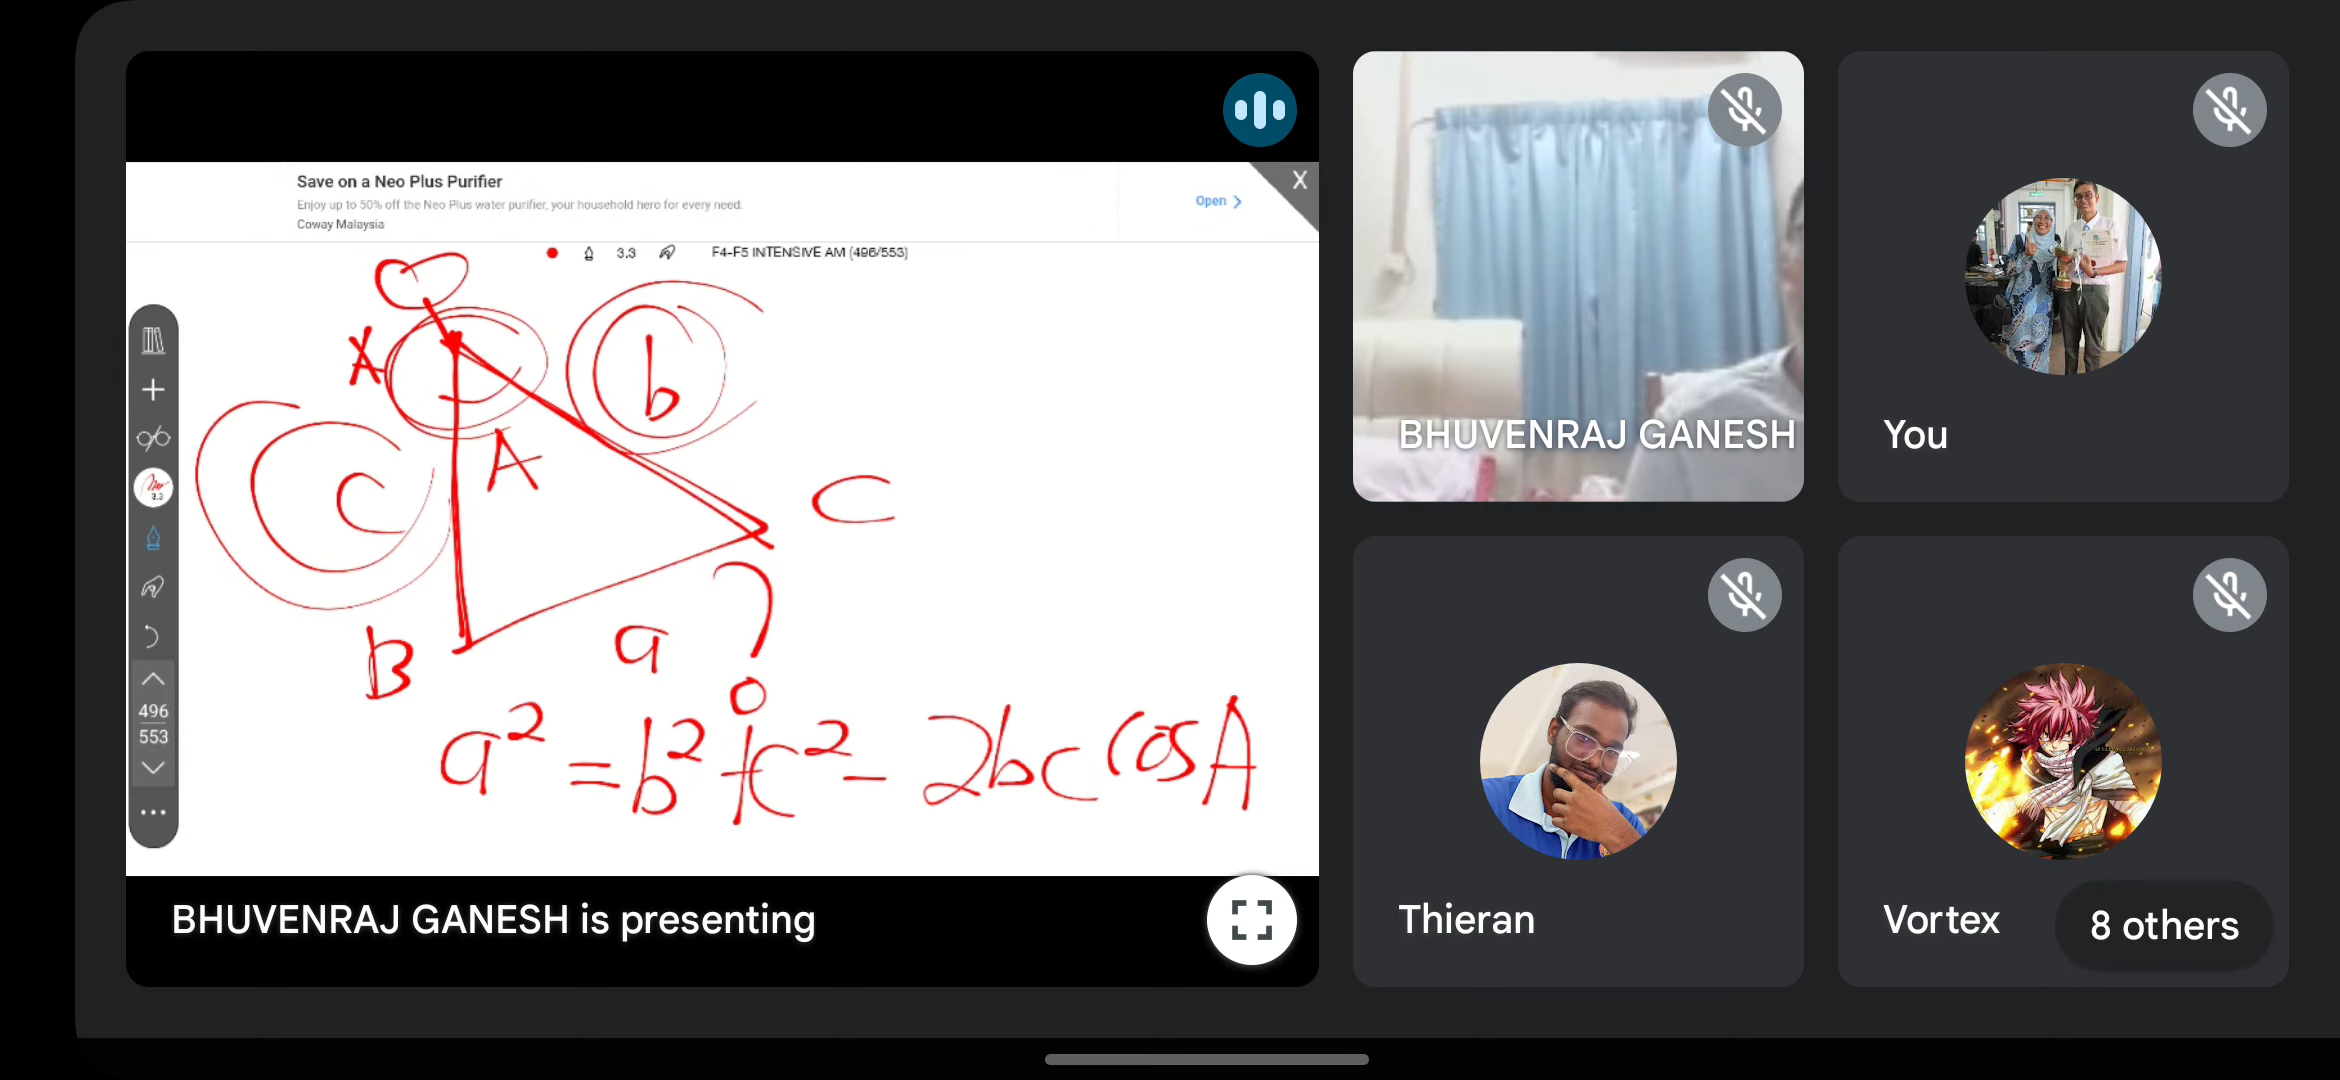 Save on a Neo Plus Purifier
Enjoy up to 50% off the Neo Plus water purifier, your household hero for every need.
Coway Malaysia
Open
X
3.3 F4-F5 INTENSIVE AM (496/553)
A
b
c
A
C
B
a
?
a² = b² + c² - 2bc cos A
3.3
496
553
BHUVENRAJ GANESH is presenting
BHUVENRAJ GANESH
You
Thieran
Vortex
8 others